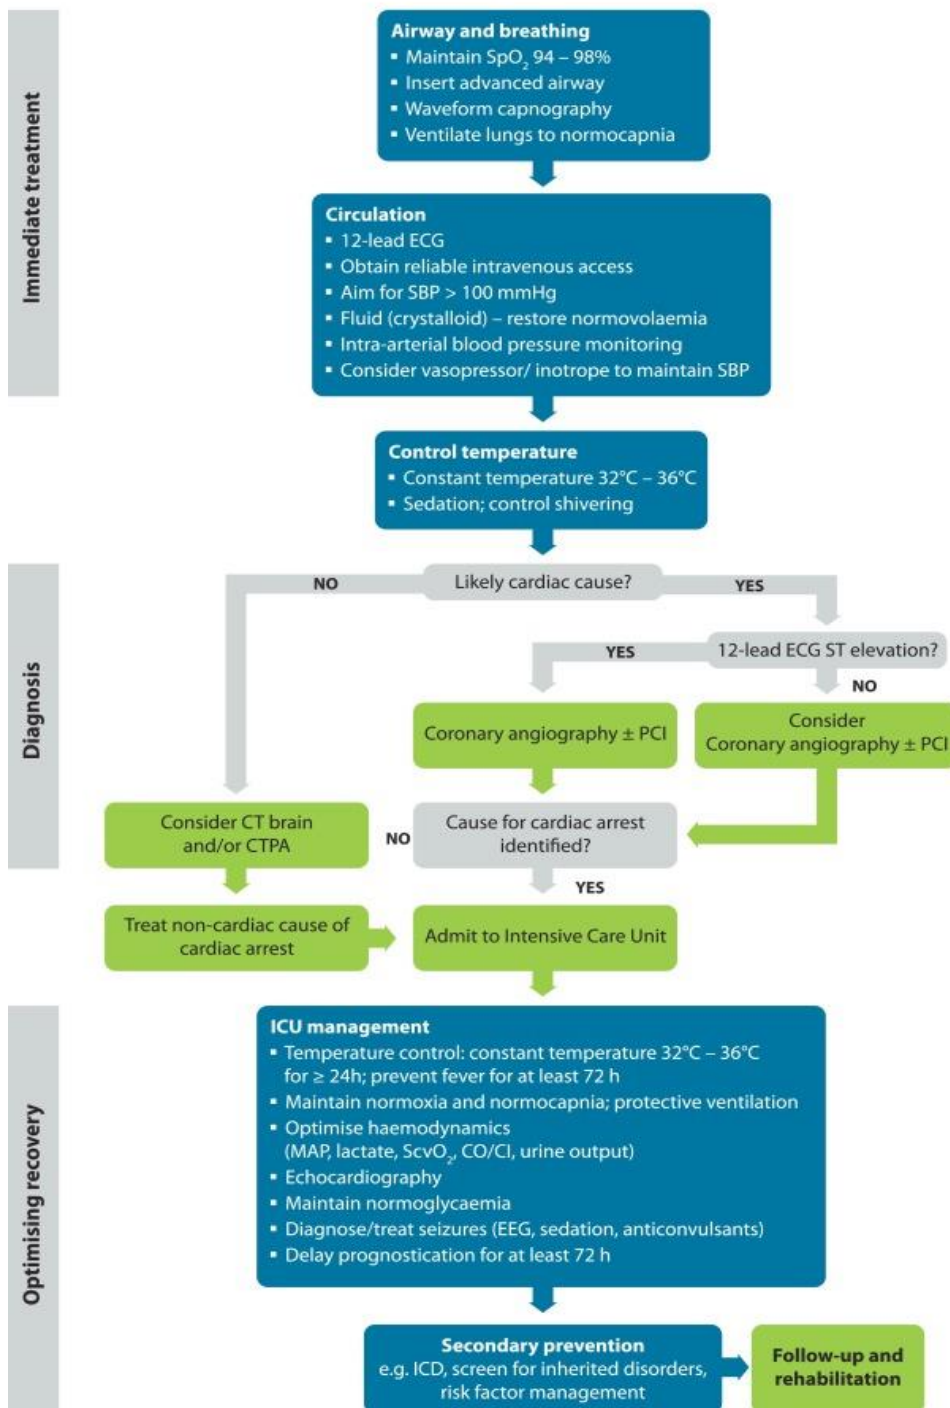 Immediate treatment
Airway and breathing
▪ Maintain SpO₂ 94 – 98%
▪ Insert advanced airway
▪ Waveform capnography
▪ Ventilate lungs to normocapnia
Circulation
▪ 12-lead ECG
▪ Obtain reliable intravenous access
▪ Aim for SBP > 100 mmHg
▪ Fluid (crystalloid) – restore normovolaemia
▪ Intra-arterial blood pressure monitoring
▪ Consider vasopressor/ inotrope to maintain SBP
Control temperature
▪ Constant temperature 32°C – 36°C
▪ Sedation; control shivering
Diagnosis
NO
Likely cardiac cause?
YES
YES
12-lead ECG ST elevation?
NO
Coronary angiography ± PCI
Consider
Coronary angiography ± PCI
Consider CT brain
and/or CTPA
NO
Cause for cardiac arrest
identified?
YES
Treat non-cardiac cause of
cardiac arrest
Admit to Intensive Care Unit
Optimising recovery
ICU management
▪ Temperature control: constant temperature 32°C – 36°C
for ≥ 24h; prevent fever for at least 72 h
▪ Maintain normoxia and normocapnia; protective ventilation
▪ Optimise haemodynamics
(MAP, lactate, ScvO₂, CO/CI, urine output)
▪ Echocardiography
▪ Maintain normoglycaemia
▪ Diagnose/treat seizures (EEG, sedation, anticonvulsants)
▪ Delay prognostication for at least 72 h
Secondary prevention
e.g. ICD, screen for inherited disorders,
risk factor management
Follow-up and
rehabilitation